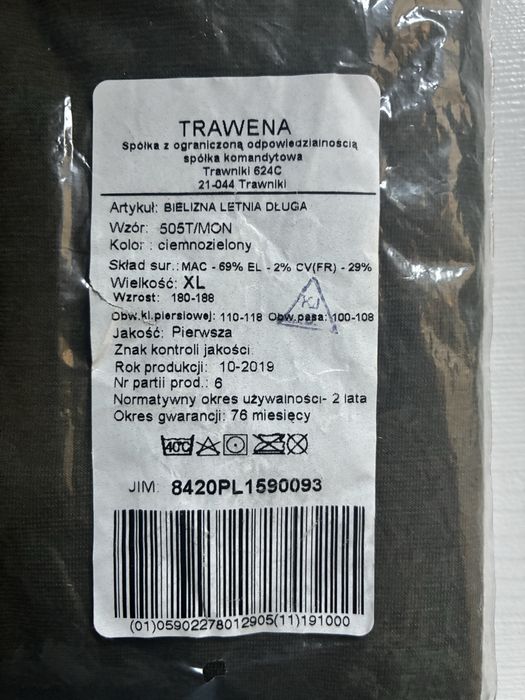 TRAWENA
Spółka z ograniczoną odpowiedzialnością
spółka komandytowa
Trawniki 624C
21-044 Trawniki
Artykuł: BIELIZNA LETNIA DŁUGA
Wzór: 505T/MON
Kolor : ciemnozielony
Skład sur.: MAC - 69% EL - 2% CV(FR) - 29%
Wielkość: XL
Wzrost: 180-188
Obw.kl.piersiowej: 110-118 Obw.pasa: 100-108
KJ
Jakość: Pierwsza
Znak kontroli jakości:
Rok produkcji: 10-2019
Nr partii prod.: 6
Normatywny okres używalności- 2 lata
Okres gwarancji: 76 miesięcy
40°C
JIM: 8420PL1590093
(01)05902278012905(11)191000